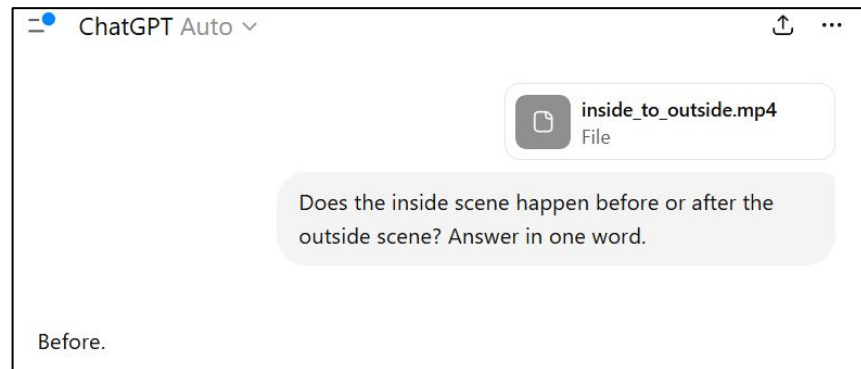 ChatGPT Auto
inside_to_outside.mp4
File
Does the inside scene happen before or after the
outside scene? Answer in one word.
Before.